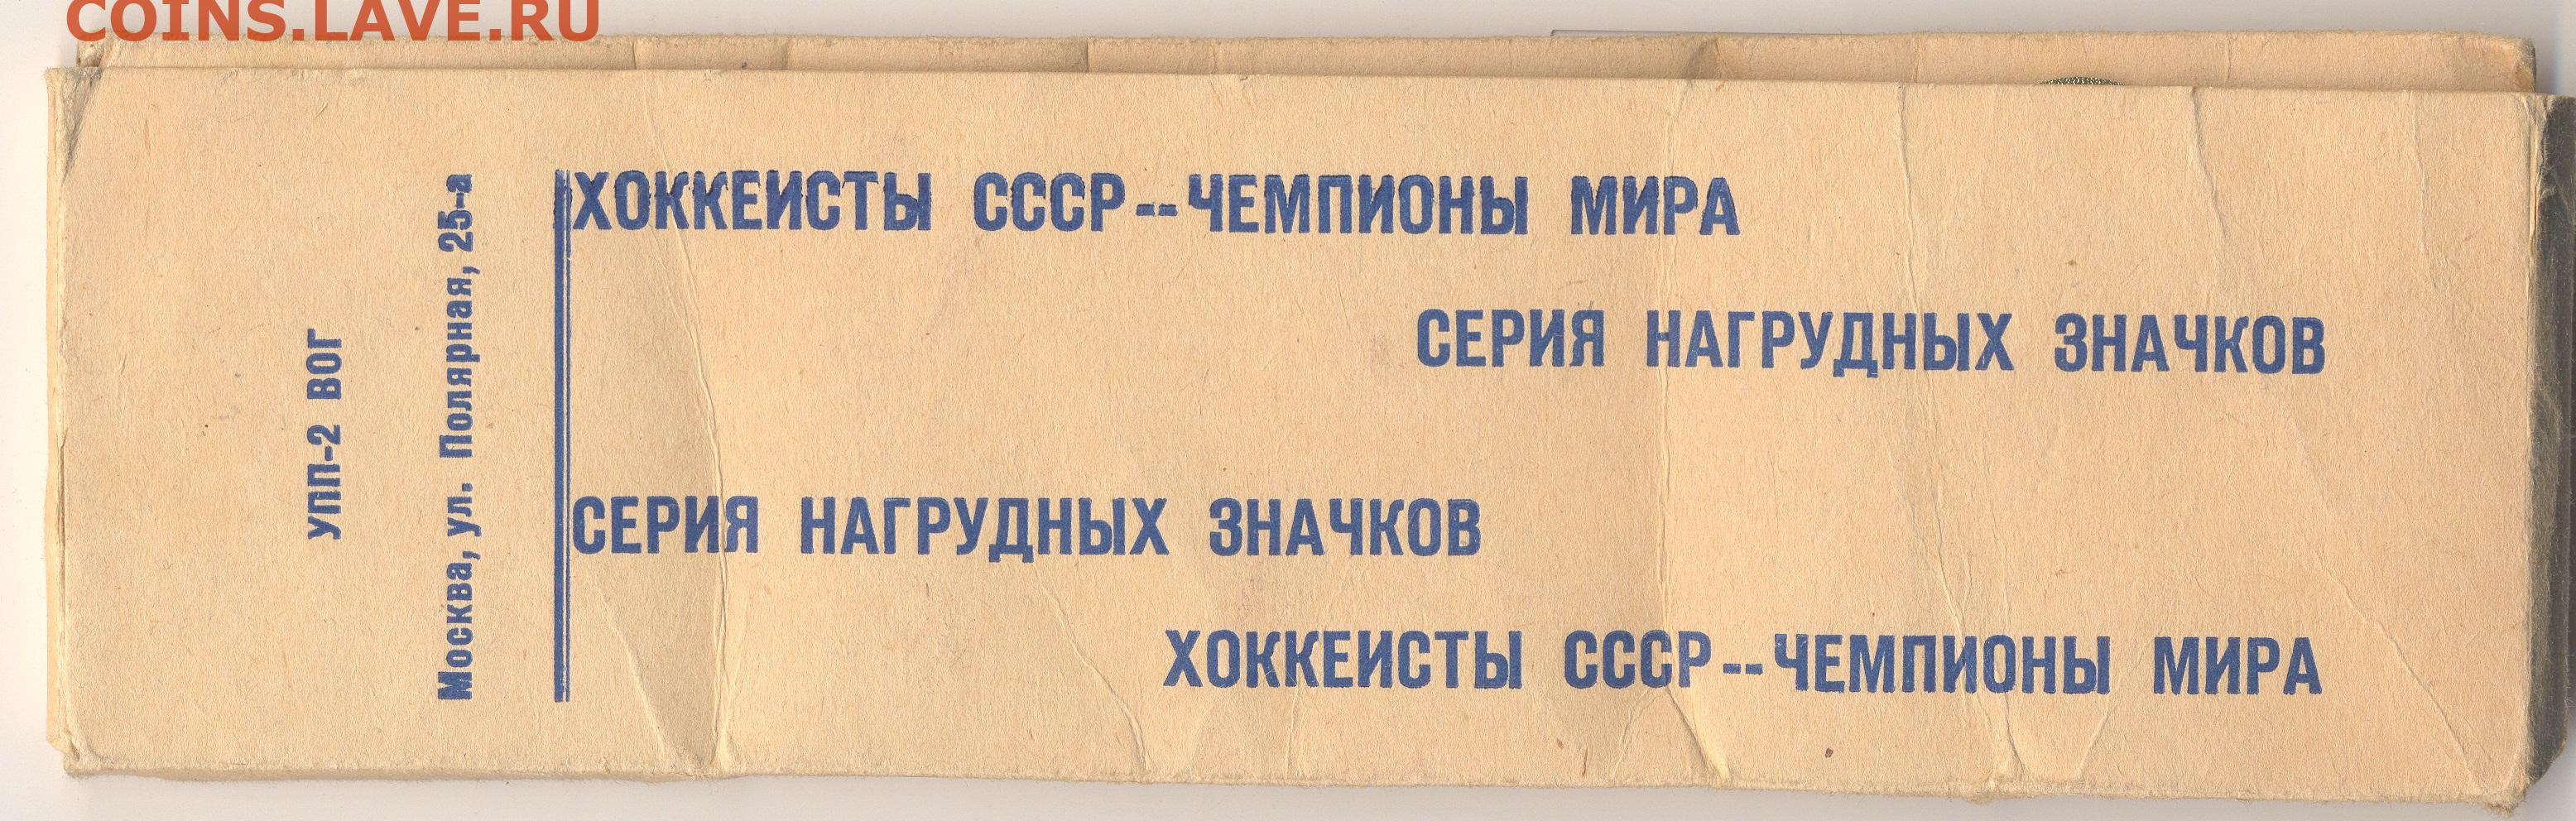 COINS.LAVE.RU
УПП-2 ВОГ
Москва, ул. Полярная, 25-а
ХОККЕИСТЫ СССР--ЧЕМПИОНЫ МИРА
СЕРИЯ НАГРУДНЫХ ЗНАЧКОВ
СЕРИЯ НАГРУДНЫХ ЗНАЧКОВ
ХОККЕИСТЫ СССР--ЧЕМПИОНЫ МИРА